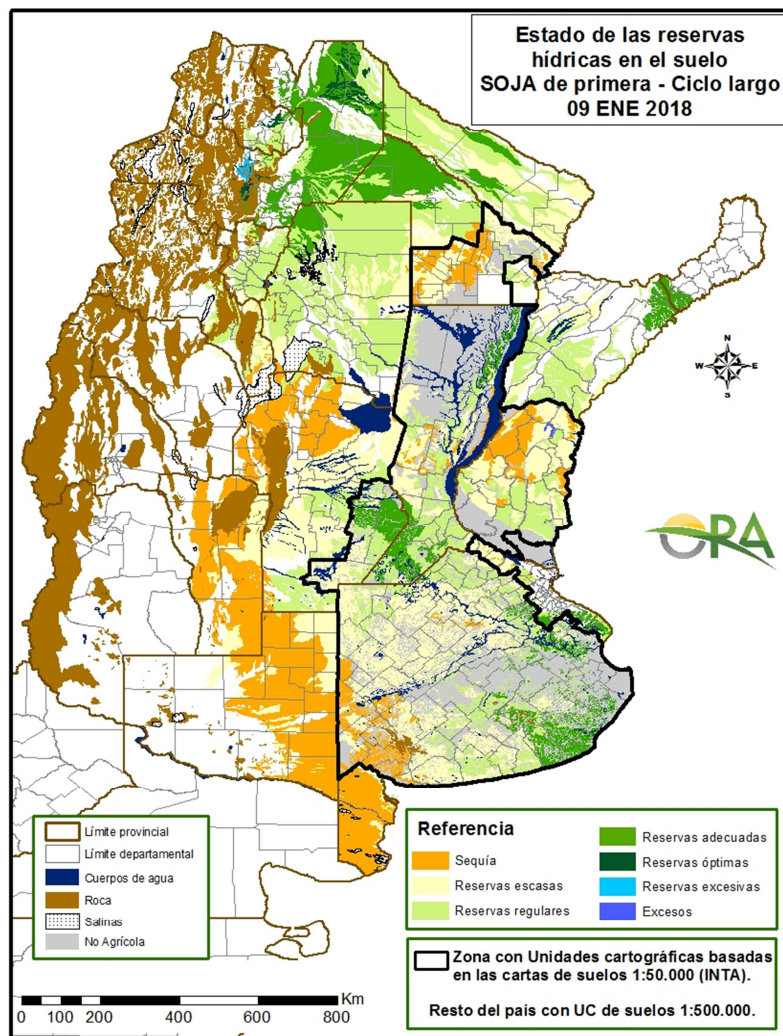 Estado de las reservas
hídricas en el suelo
SOJA de primera - Ciclo largo
09 ENE 2018
N
W
E
S
ORA
Límite provincial
Límite departamental
Cuerpos de agua
Roca
Salinas
No Agrícola
Referencia
Sequía
Reservas escasas
Reservas regulares
Reservas adecuadas
Reservas óptimas
Reservas excesivas
Excesos
Zona con Unidades cartográficas basadas
en las cartas de suelos 1:50.000 (INTA).
Resto del país con UC de suelos 1:500.000.
Km
0 100 200 400 600 800